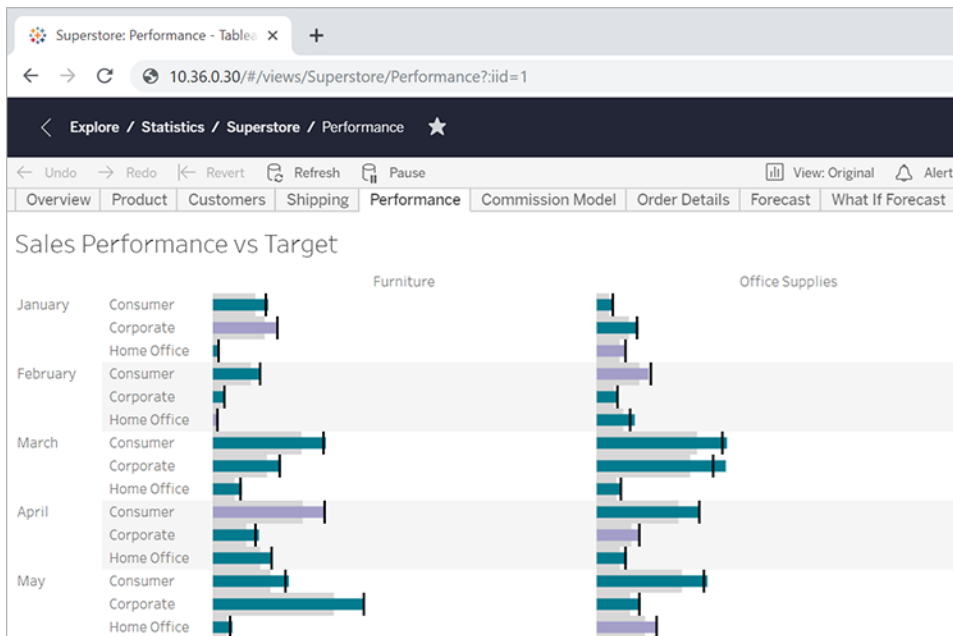 Superstore: Performance - Tablea
10.36.0.30/#/views/Superstore/Performance?:iid=1
Explore / Statistics / Superstore / Performance
Undo Redo Revert Refresh Pause View: Original Alert
Overview Product Customers Shipping Performance Commission Model Order Details Forecast What If Forecast
Sales Performance vs Target
Furniture Office Supplies
January Consumer
Corporate
Home Office
February Consumer
Corporate
Home Office
March Consumer
Corporate
Home Office
April Consumer
Corporate
Home Office
May Consumer
Corporate
Home Office